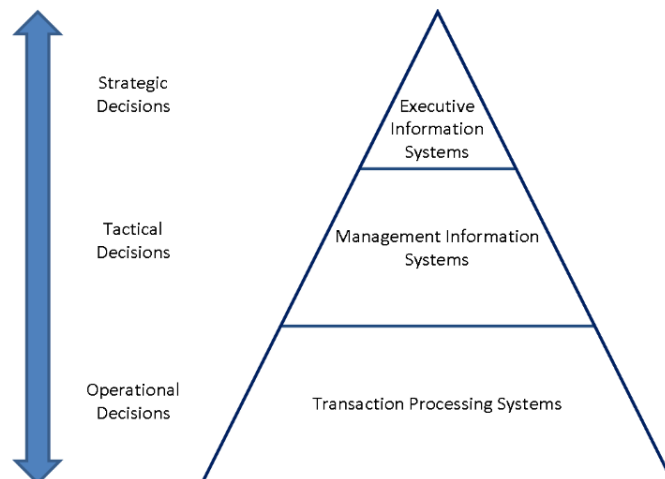 Strategic
Decisions
Executive
Information
Systems
Tactical
Decisions
Management Information
Systems
Operational
Decisions
Transaction Processing Systems